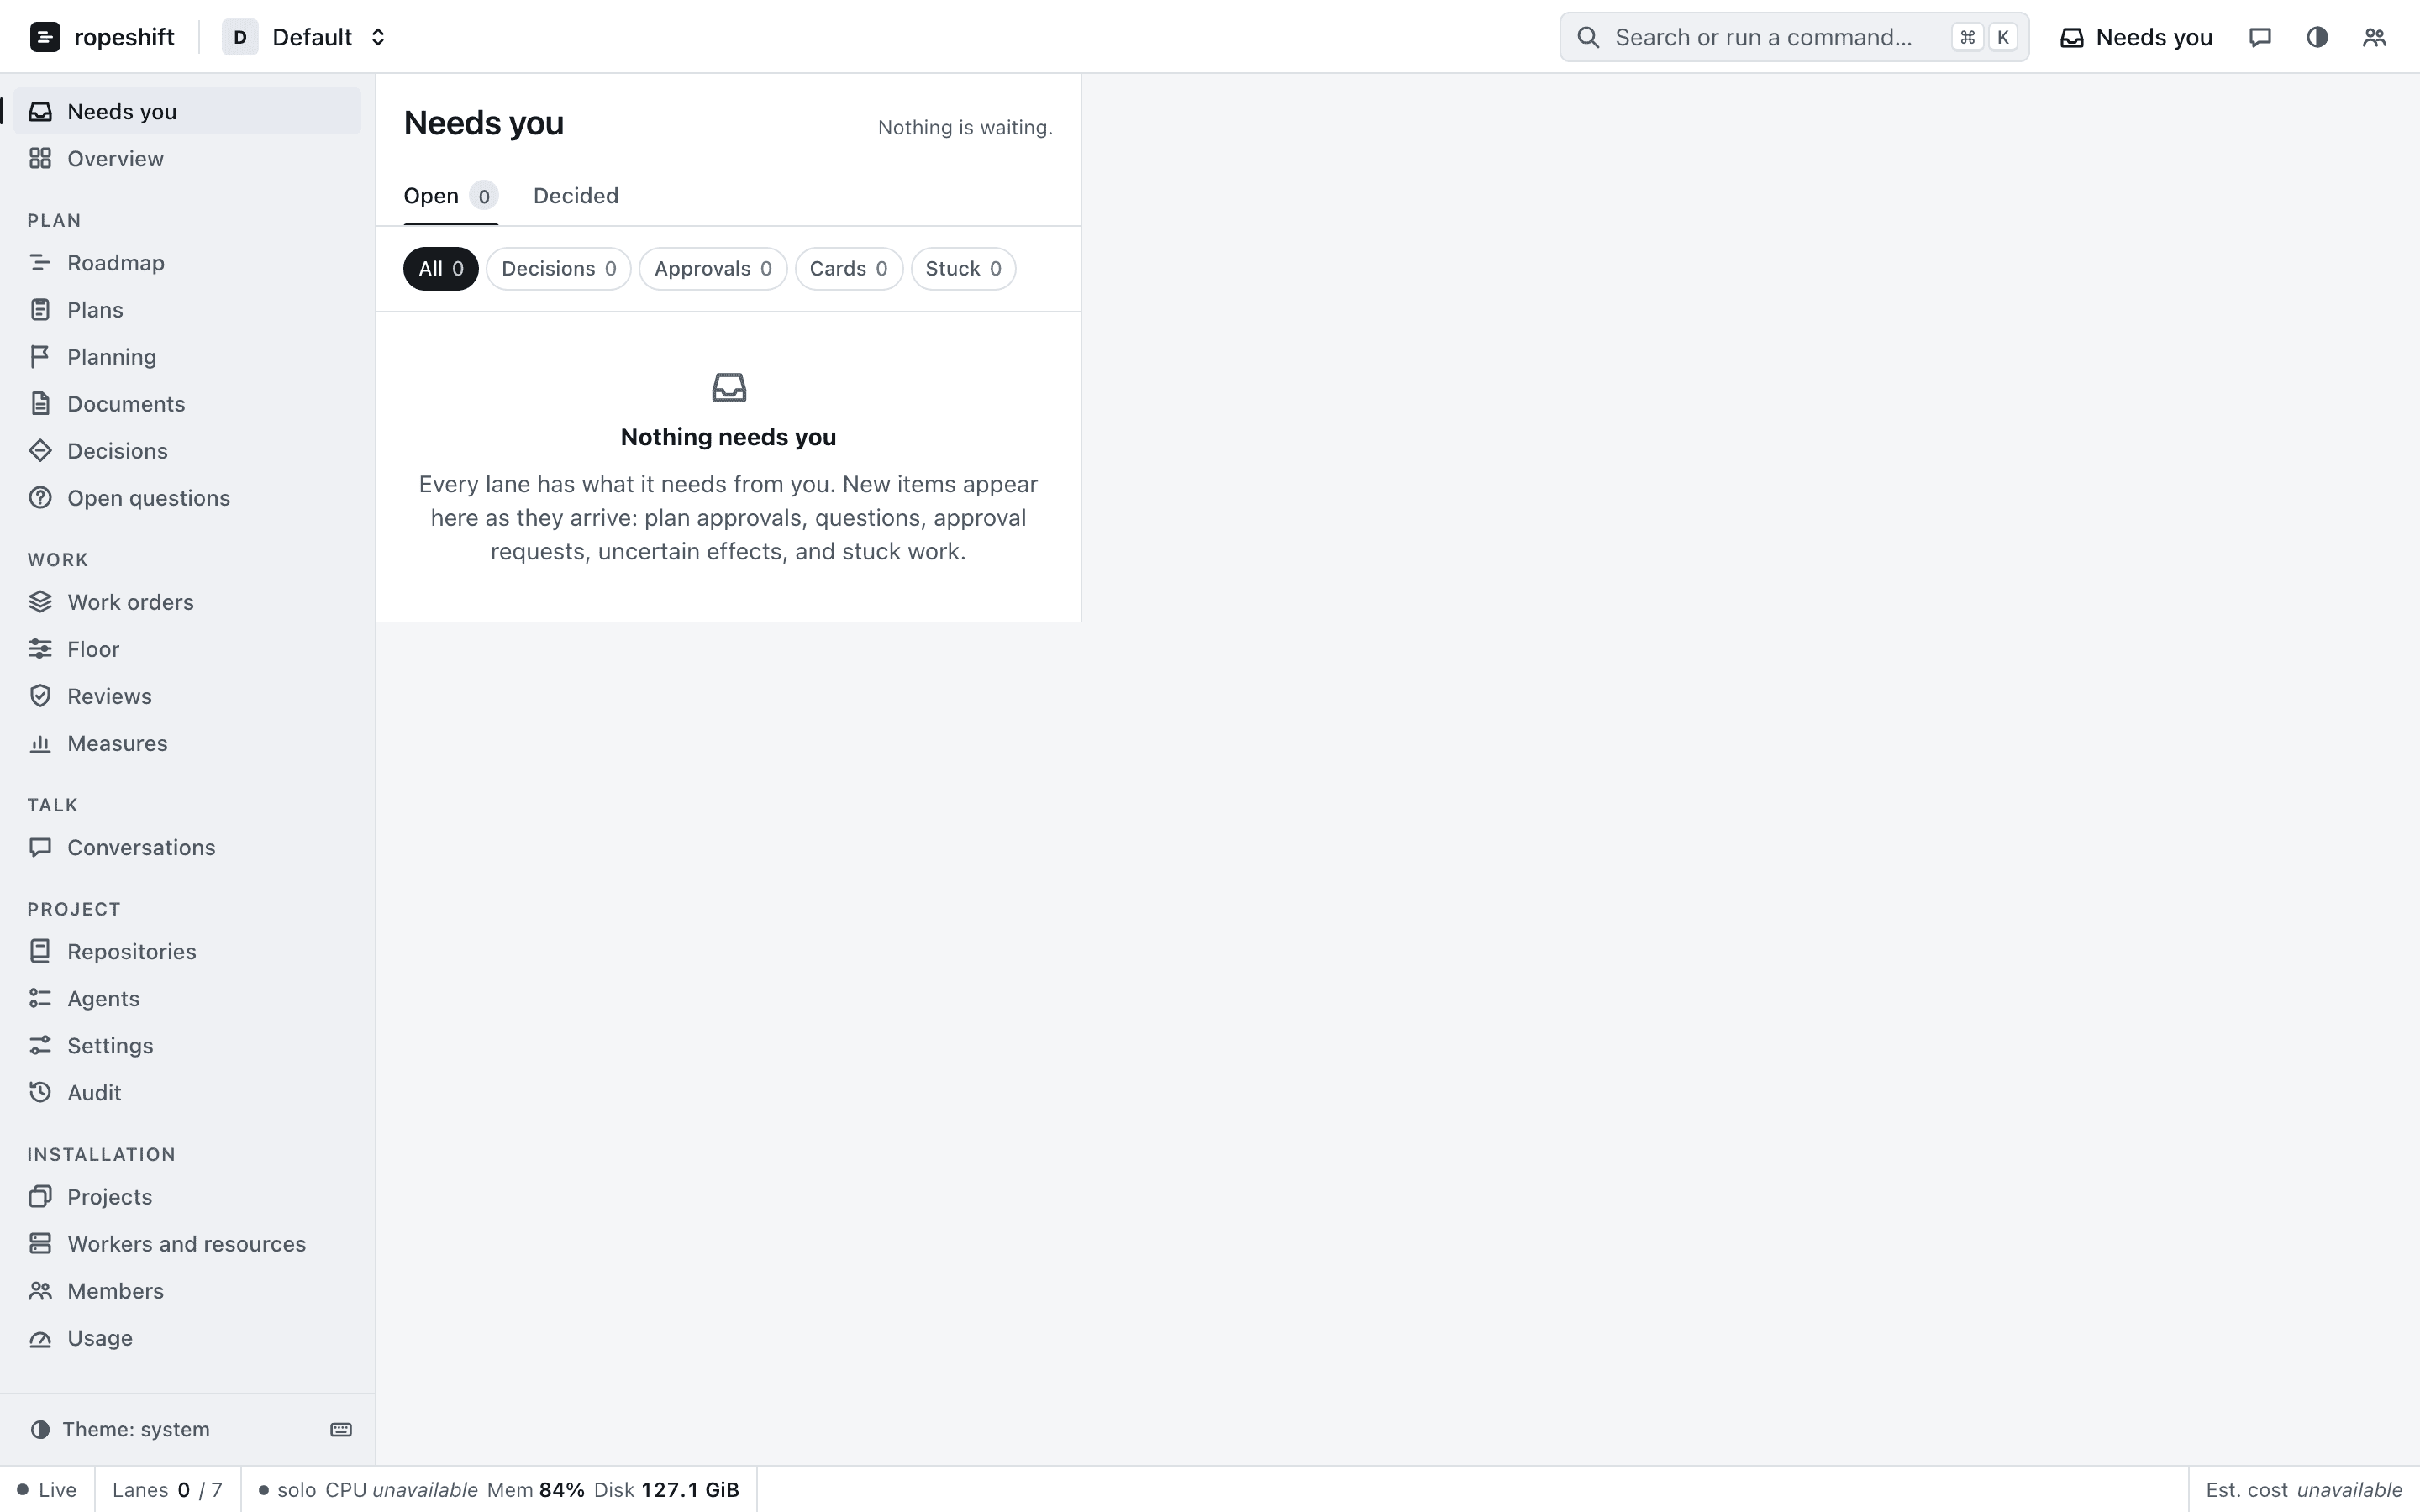 ropeshift
D Default
Search or run a command... ⌘ K
Needs you
Needs you
Overview
PLAN
Roadmap
Plans
Planning
Documents
Decisions
Open questions
WORK
Work orders
Floor
Reviews
Measures
TALK
Conversations
PROJECT
Repositories
Agents
Settings
Audit
INSTALLATION
Projects
Workers and resources
Members
Usage
Theme: system
Needs you
Nothing is waiting.
Open 0 Decided
All 0 Decisions 0 Approvals 0 Cards 0 Stuck 0
Nothing needs you
Every lane has what it needs from you. New items appear
here as they arrive: plan approvals, questions, approval
requests, uncertain effects, and stuck work.
Live Lanes 0 / 7 solo CPU unavailable Mem 84% Disk 127.1 GiB
Est. cost unavailable